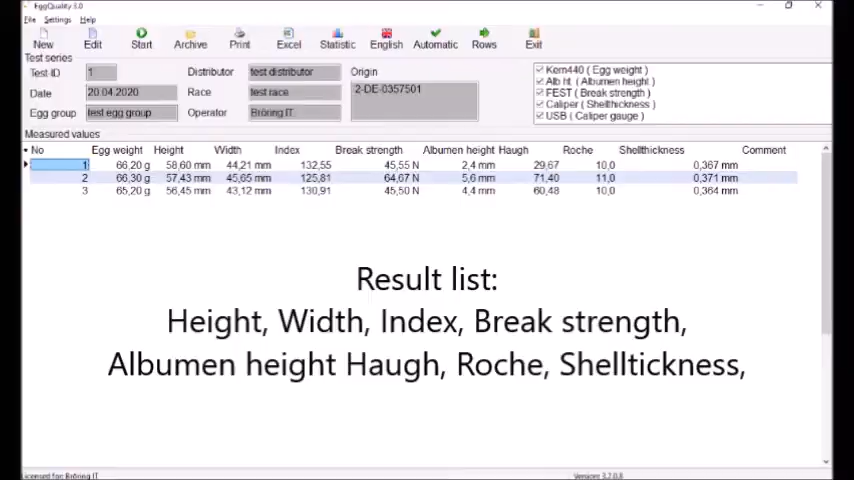 EggQuality 3.0
File Settings Help
New Edit Start Archive Print Excel Statistic English Automatic Rows Exit
Test series
Test-ID 1 Distributor test distributor Origin
Date 20.04.2020 Race test race 2-DE-0357501
Egg group test egg group Operator Bröring IT
Kern440 ( Egg weight )
Alb ht. ( Albumen height )
FEST ( Break strength )
Caliper ( Shellthickness )
USB ( Caliper gauge )
Measured values
No Egg weight Height Width Index Break strength Albumen height Haugh Roche Shellthickness Comment
1 66,20 g 58,60 mm 44,21 mm 132,55 45,55 N 2,4 mm 29,67 10,0 0,367 mm
2 66,30 g 57,43 mm 45,65 mm 125,81 64,67 N 5,6 mm 71,40 11,0 0,371 mm
3 65,20 g 56,45 mm 43,12 mm 130,91 45,50 N 4,4 mm 60,48 10,0 0,364 mm
Result list:
Height, Width, Index, Break strength,
Albumen height Haugh, Roche, Shelltickness,
Licensed for: Bröring IT Version: 3.2.0.8